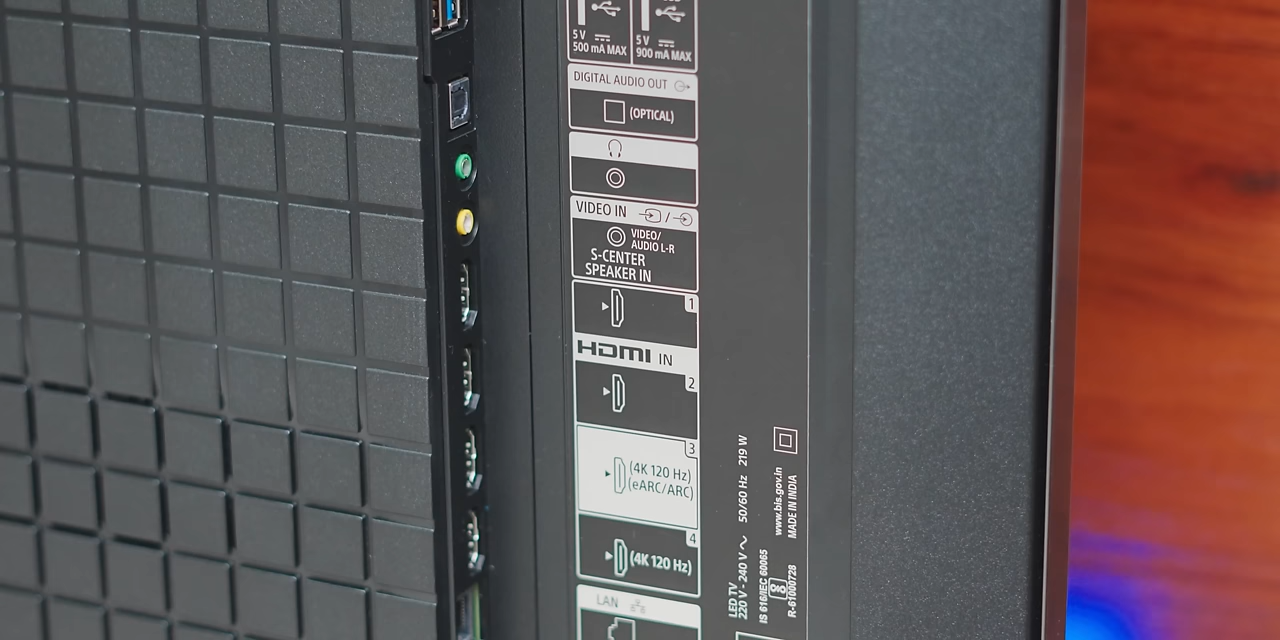 5 V ⎓
500 mA MAX
5 V ⎓
900 mA MAX
DIGITAL AUDIO OUT
(OPTICAL)
VIDEO IN
/
VIDEO/
AUDIO L-R
S-CENTER
SPEAKER IN
1
HDMI IN
2
3
(4K 120 Hz)
(eARC/ARC)
4
(4K 120 Hz)
LAN
LED TV
220 V - 240 V ~ 50/60 Hz 219 W
IS 616/IEC 60065
R-61000728
www.bis.gov.in
MADE IN INDIA